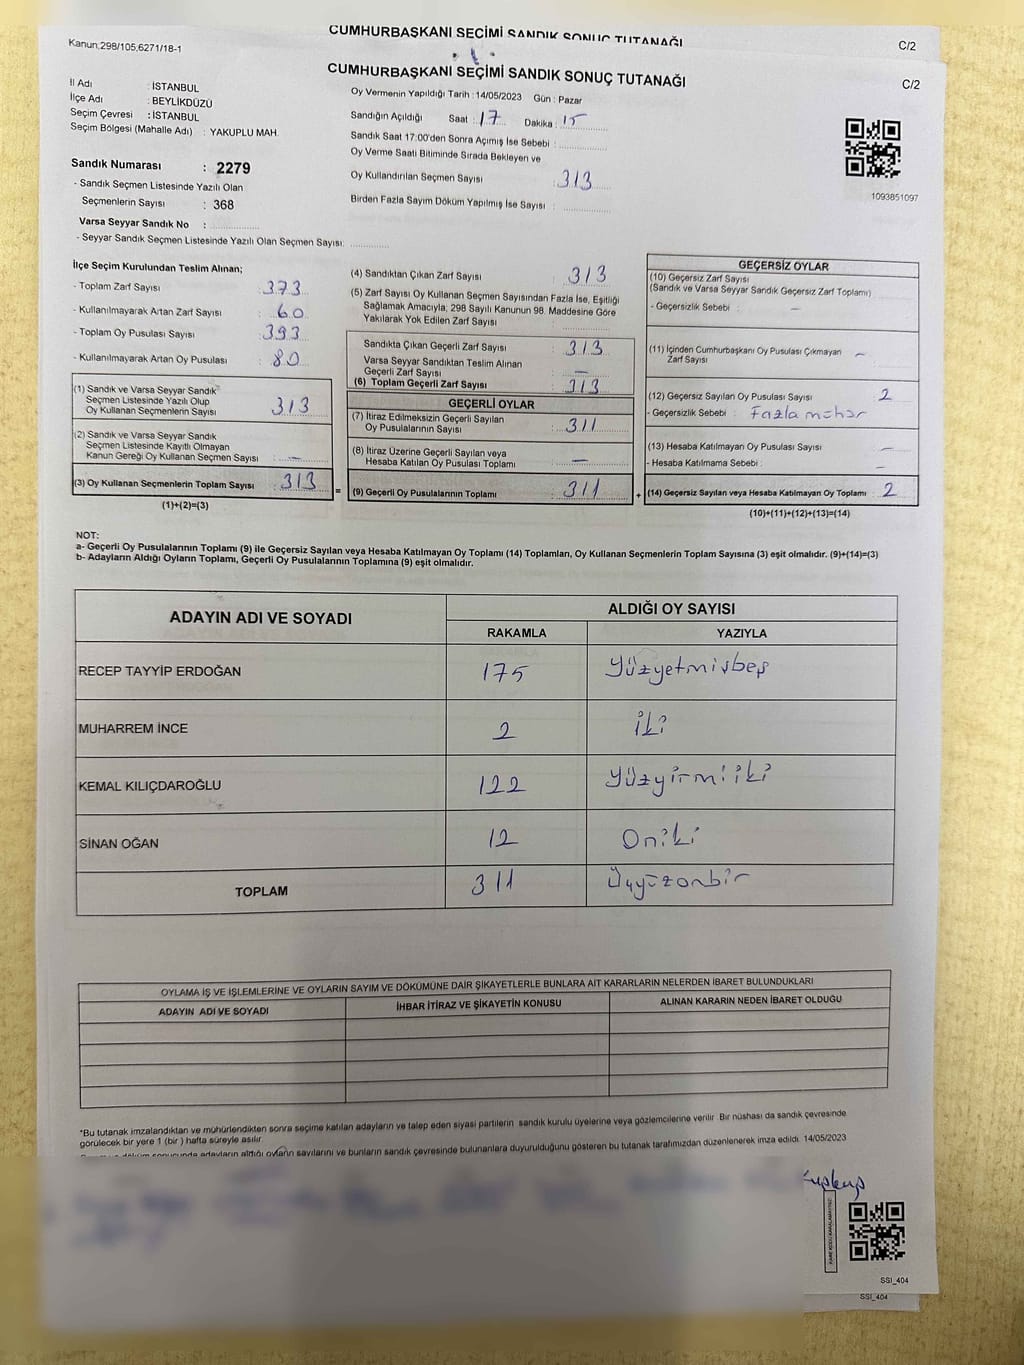 CUMHURBAŞKANI SEÇİMİ SANDIK SONUÇ TUTANAĞI
Kanun:298/105,6271/18-1
C/2
CUMHURBAŞKANI SEÇİMİ SANDIK SONUÇ TUTANAĞI
C/2
İl Adı : İSTANBUL
İlçe Adı : BEYLİKDÜZÜ
Seçim Çevresi : İSTANBUL
Seçim Bölgesi (Mahalle Adı) : YAKUPLU MAH.
Sandık Numarası : 2279
- Sandık Seçmen Listesinde Yazılı Olan
Seçmenlerin Sayısı : 368
Varsa Seyyar Sandık No :
- Seyyar Sandık Seçmen Listesinde Yazılı Olan Seçmen Sayısı:
Oy Vermenin Yapıldığı Tarih : 14/05/2023 Gün : Pazar
Sandığın Açıldığı Saat : 17 Dakika : 15
Sandık Saat 17:00'den Sonra Açımış İse Sebebi :
Oy Verme Saati Bitiminde Sırada Bekleyen ve
Oy Kullandırılan Seçmen Sayısı : 313
Birden Fazla Sayım Döküm Yapılmış İse Sayısı :
1093851097
İlçe Seçim Kurulundan Teslim Alınan;
- Toplam Zarf Sayısı : 373
- Kullanılmayarak Artan Zarf Sayısı : 60
- Toplam Oy Pusulası Sayısı : 393
- Kullanılmayarak Artan Oy Pusulası : 80
(1) Sandık ve Varsa Seyyar Sandık
Seçmen Listesinde Yazılı Olup
Oy Kullanan Seçmenlerin Sayısı : 313
(2) Sandık ve Varsa Seyyar Sandık
Seçmen Listesinde Kayıtlı Olmayan
Kanun Gereği Oy Kullanan Seçmen Sayısı : —
(3) Oy Kullanan Seçmenlerin Toplam Sayısı : 313
(1)+(2)=(3)
(4) Sandıktan Çıkan Zarf Sayısı : 313
(5) Zarf Sayısı Oy Kullanan Seçmen Sayısından Fazla İse, Eşitliği
Sağlamak Amacıyla, 298 Sayılı Kanunun 98. Maddesine Göre
Yakılarak Yok Edilen Zarf Sayısı :
Sandıkta Çıkan Geçerli Zarf Sayısı : 313
Varsa Seyyar Sandıktan Teslim Alınan
Geçerli Zarf Sayısı : —
(6) Toplam Geçerli Zarf Sayısı : 313
GEÇERLİ OYLAR
(7) İtiraz Edilmeksizin Geçerli Sayılan
Oy Pusulalarının Sayısı : 311
(8) İtiraz Üzerine Geçerli Sayılan veya
Hesaba Katılan Oy Pusulası Toplamı : —
= (9) Geçerli Oy Pusulalarının Toplamı : 311
GEÇERSİZ OYLAR
(10) Geçersiz Zarf Sayısı
(Sandık ve Varsa Seyyar Sandık Geçersiz Zarf Toplamı)
- Geçersizlik Sebebi : —
(11) İçinden Cumhurbaşkanı Oy Pusulası Çıkmayan : —
Zarf Sayısı
(12) Geçersiz Sayılan Oy Pusulası Sayısı : 2
- Geçersizlik Sebebi : Fazla mühür
(13) Hesaba Katılmayan Oy Pusulası Sayısı : —
- Hesaba Katılmama Sebebi : —
+ (14) Geçersiz Sayılan veya Hesaba Katılmayan Oy Toplamı : 2
(10)+(11)+(12)+(13)=(14)
NOT:
a- Geçerli Oy Pusulalarının Toplamı (9) ile Geçersiz Sayılan veya Hesaba Katılmayan Oy Toplamı (14) Toplamları, Oy Kullanan Seçmenlerin Toplam Sayısına (3) eşit olmalıdır. (9)+(14)=(3)
b- Adayların Aldığı Oyların Toplamı, Geçerli Oy Pusulalarının Toplamına (9) eşit olmalıdır.
ADAYIN ADI VE SOYADI
ALDIĞI OY SAYISI
RAKAMLA YAZIYLA
RECEP TAYYİP ERDOĞAN 175 Yüzyetmişbeş
MUHARREM İNCE 2 İki
KEMAL KILIÇDAROĞLU 122 Yüzyirmiiki
SİNAN OĞAN 12 Oniki
TOPLAM 311 Üçyüzonbir
OYLAMA İŞ VE İŞLEMLERİNE VE OYLARIN SAYIM VE DÖKÜMÜNE DAİR ŞİKAYETLERLE BUNLARA AİT KARARLARIN NELERDEN İBARET BULUNDUKLARI
ADAYIN ADI VE SOYADI İHBAR İTİRAZ VE ŞİKAYETİN KONUSU ALINAN KARARIN NEDEN İBARET OLDUĞU
*Bu tutanak imzalandıktan ve mühürlendikten sonra seçime katılan adayların ve talep eden siyasi partilerin sandık kurulu üyelerine veya gözlemcilerine verilir. Bir nüshası da sandık çevresinde
görülecek bir yere 1 (bir) hafta süreyle asılır.
döküm sonucunda adayların aldığı oyların sayılarını ve bunların sandık çevresinde bulunanlara duyurulduğunu gösteren bu tutanak tarafımızdan düzenlenerek imza edildi. 14/05/2023
SSI_404
SSI_404